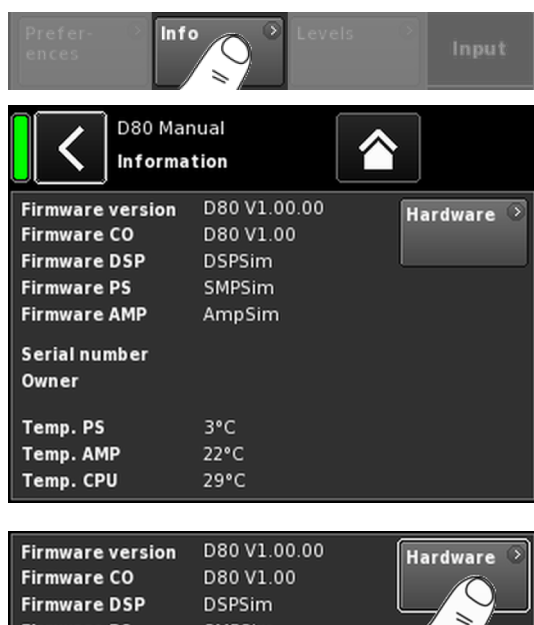 Prefer-
ences
Info
Levels
Input
D80 Manual
Information
Firmware version D80 V1.00.00
Hardware
Firmware CO D80 V1.00
Firmware DSP DSPSim
Firmware PS SMPSim
Firmware AMP AmpSim
Serial number
Owner
Temp. PS 3°C
Temp. AMP 22°C
Temp. CPU 29°C
Firmware version D80 V1.00.00
Hardware
Firmware CO D80 V1.00
Firmware DSP DSPSim